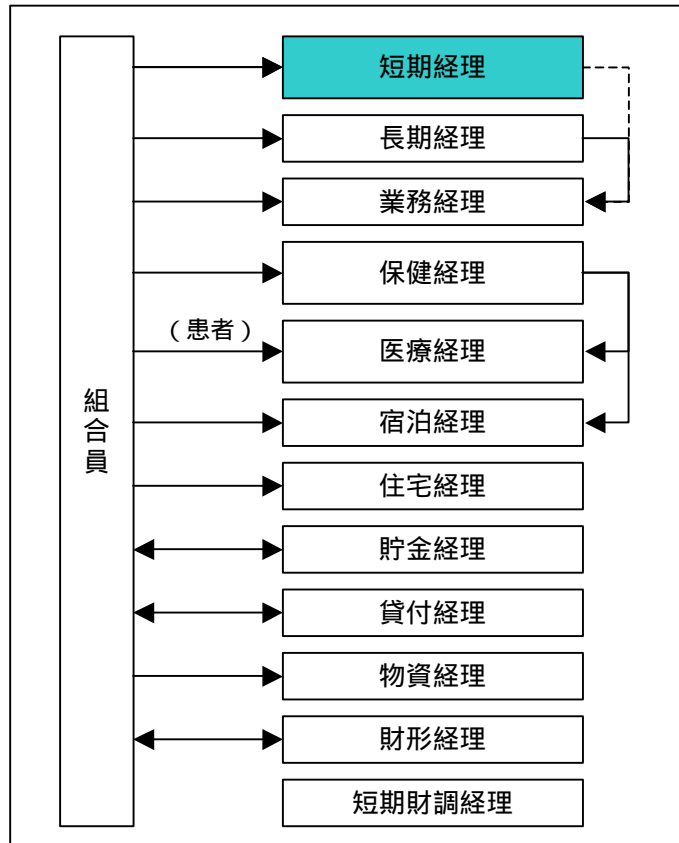 短期経理
長期経理
業務経理
保健経理
（患者）
医療経理
組合員
宿泊経理
住宅経理
貯金経理
貸付経理
物資経理
財形経理
短期財調経理